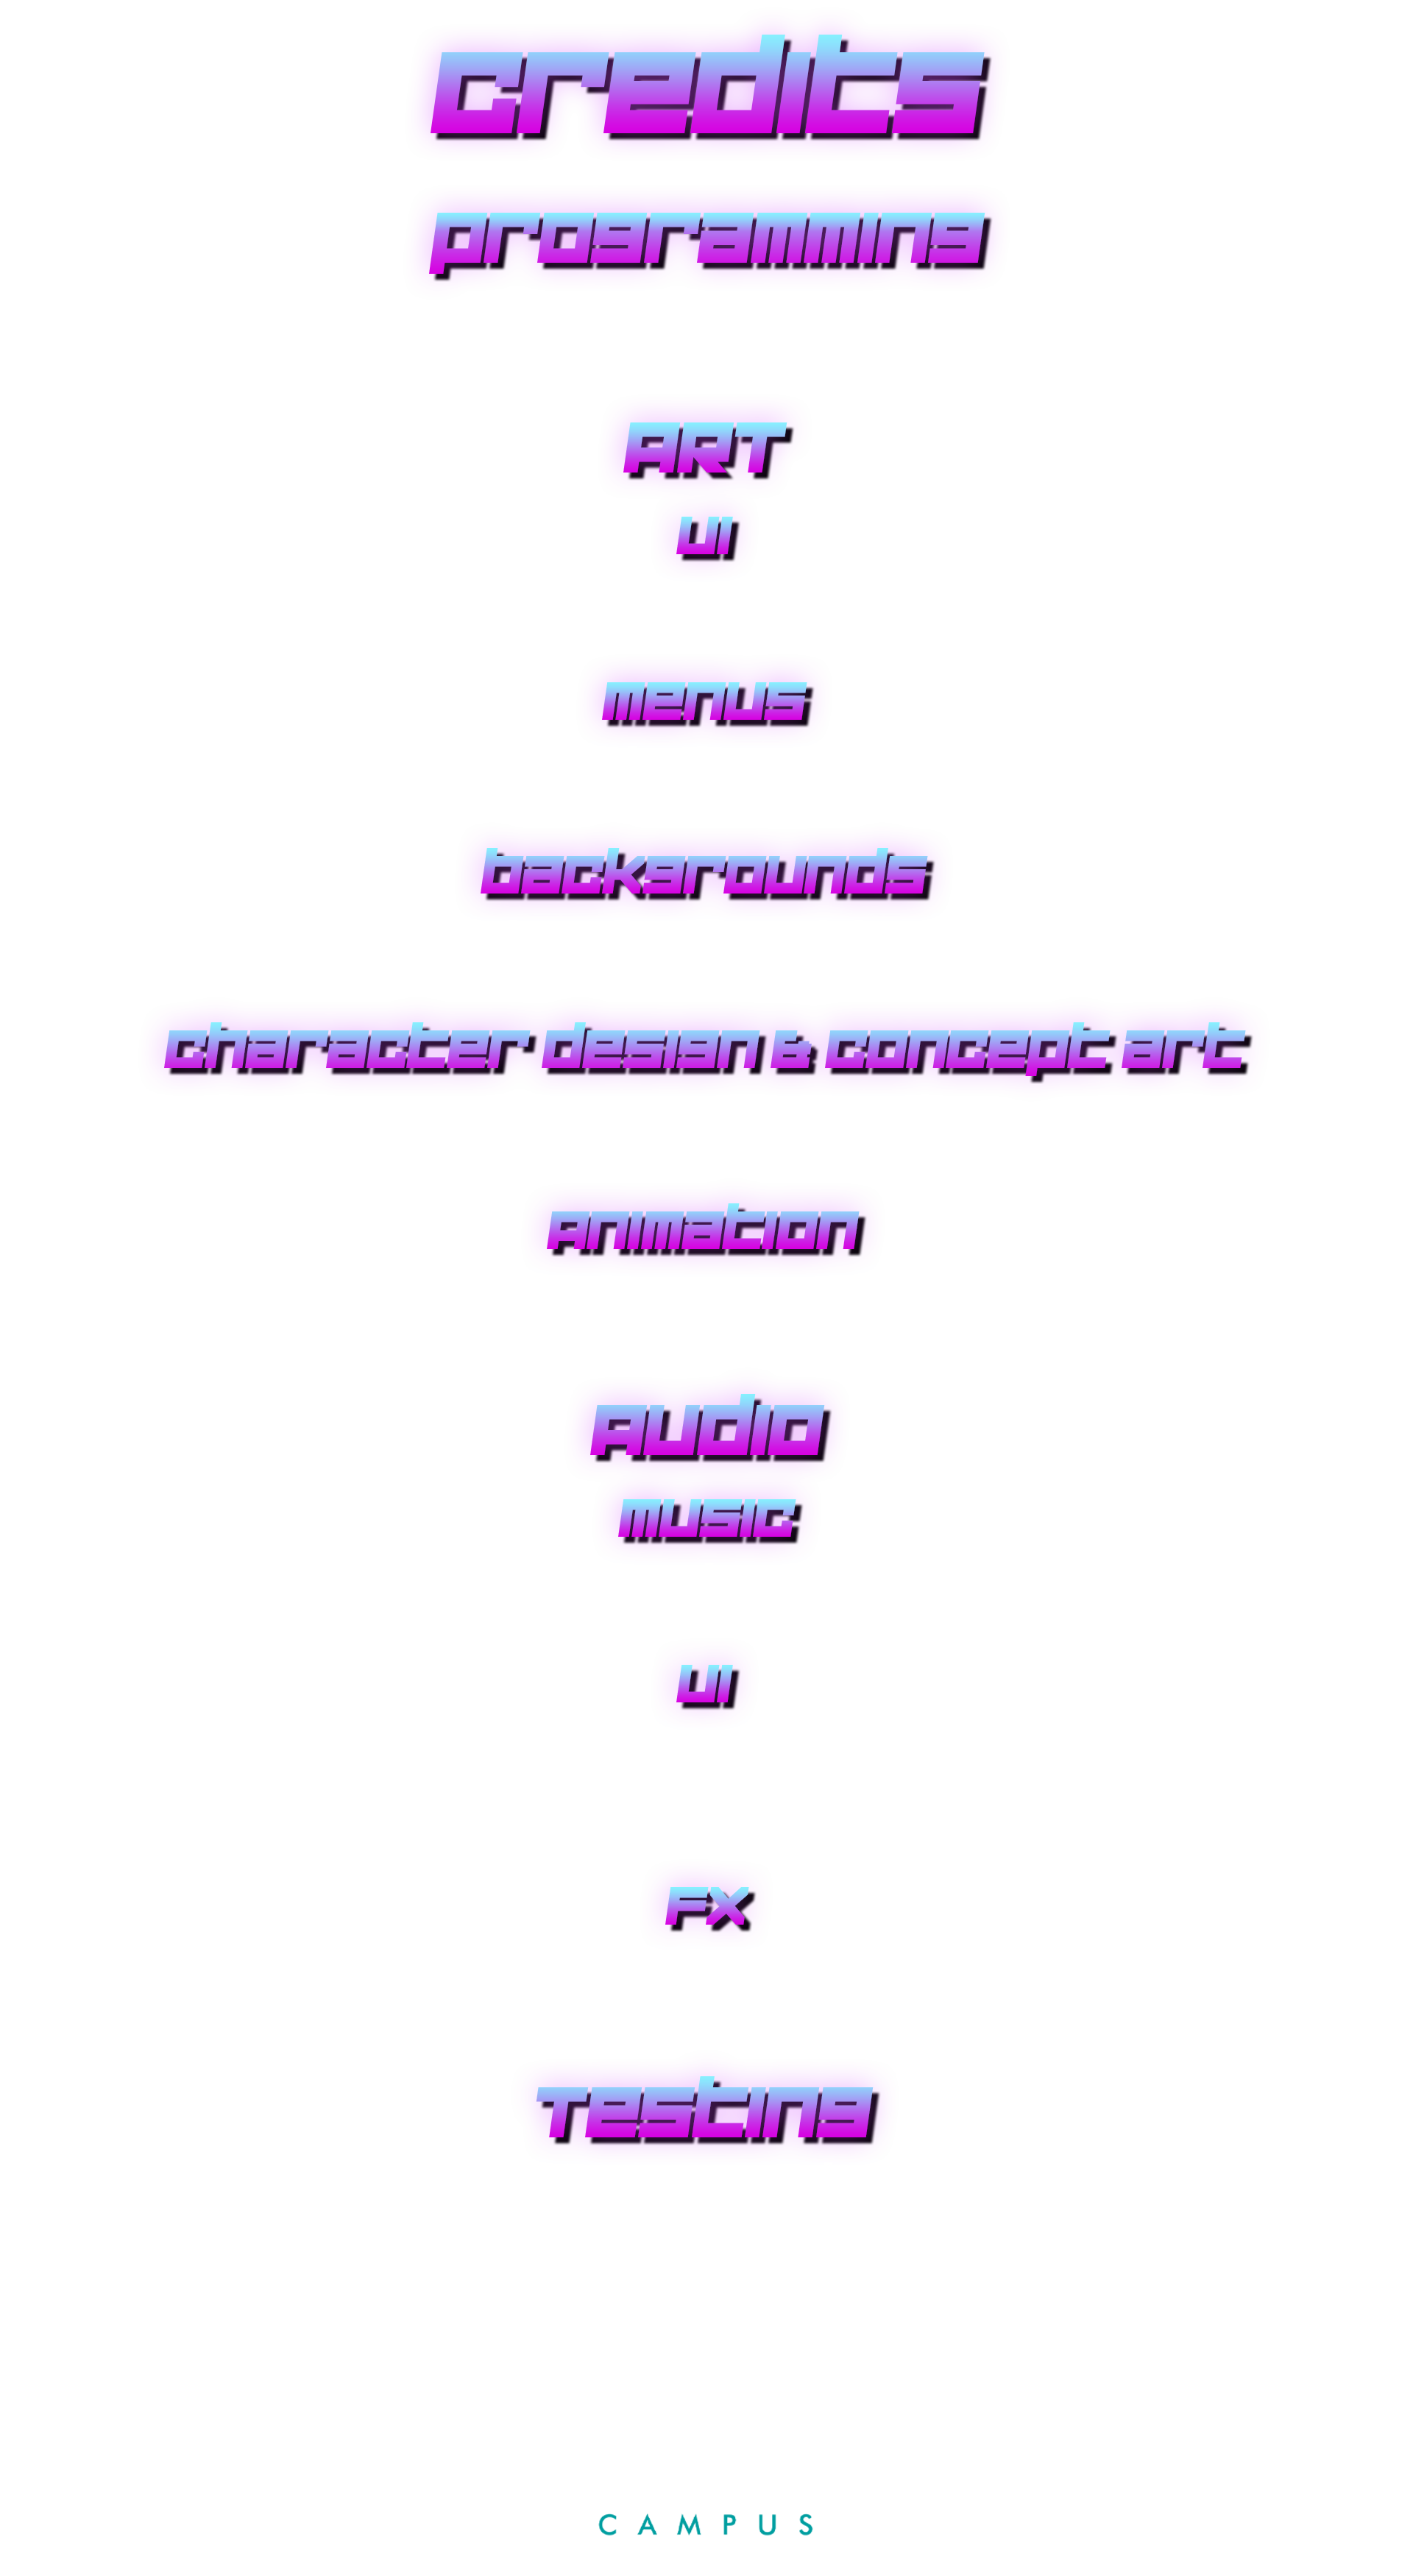 credits
programming
ART
UI
menus
backgrounds
character design & concept art
Animation
Audio
music
UI
FX
Testing
CAMPUS